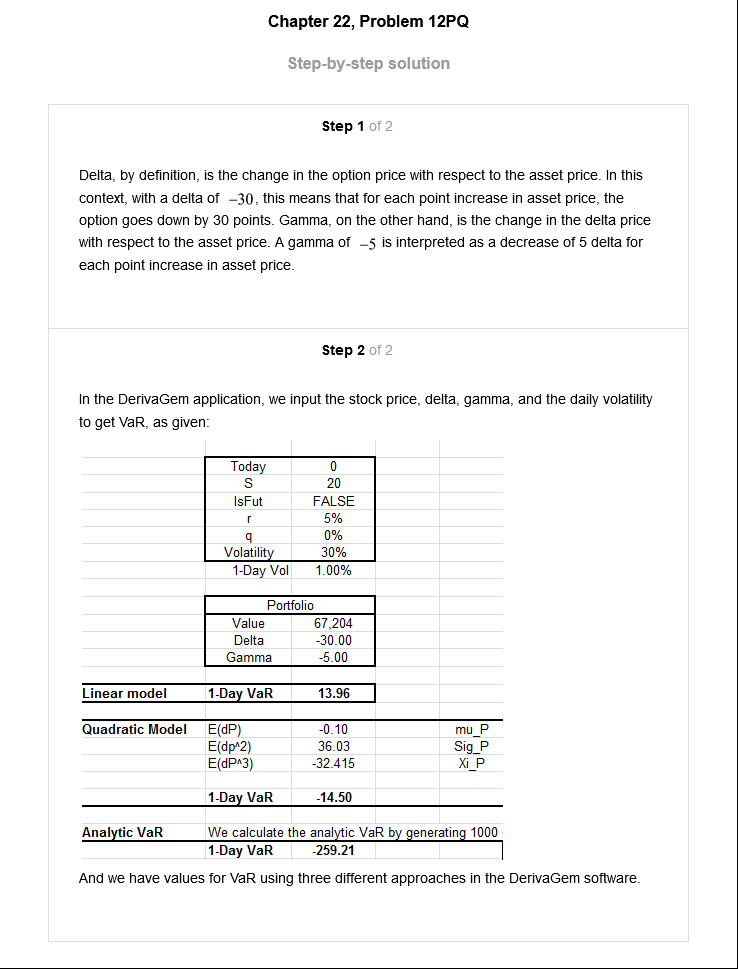 Chapter 22, Problem 12PQ
Step-by-step solution
Step 1 of 2
Delta, by definition, is the change in the option price with respect to the asset price. In this
context, with a delta of −30, this means that for each point increase in asset price, the
option goes down by 30 points. Gamma, on the other hand, is the change in the delta price
with respect to the asset price. A gamma of −5 is interpreted as a decrease of 5 delta for
each point increase in asset price.
Step 2 of 2
In the DerivaGem application, we input the stock price, delta, gamma, and the daily volatility
to get VaR, as given:
Today 0
S 20
IsFut FALSE
r 5%
q 0%
Volatility 30%
1-Day Vol 1.00%
Portfolio
Value 67,204
Delta -30.00
Gamma -5.00
Linear model 1-Day VaR 13.96
Quadratic Model E(dP) -0.10 mu_P
E(dp^2) 36.03 Sig_P
E(dP^3) -32.415 Xi_P
1-Day VaR -14.50
Analytic VaR We calculate the analytic VaR by generating 1000
1-Day VaR -259.21
And we have values for VaR using three different approaches in the DerivaGem software.